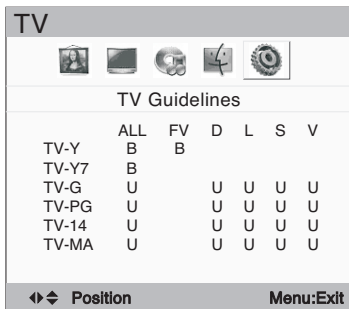 TV
TV Guidelines
ALL FV D L S V
TV-Y B B
TV-Y7 B
TV-G U U U U U
TV-PG U U U U U
TV-14 U U U U U
TV-MA U U U U U
Position Menu:Exit